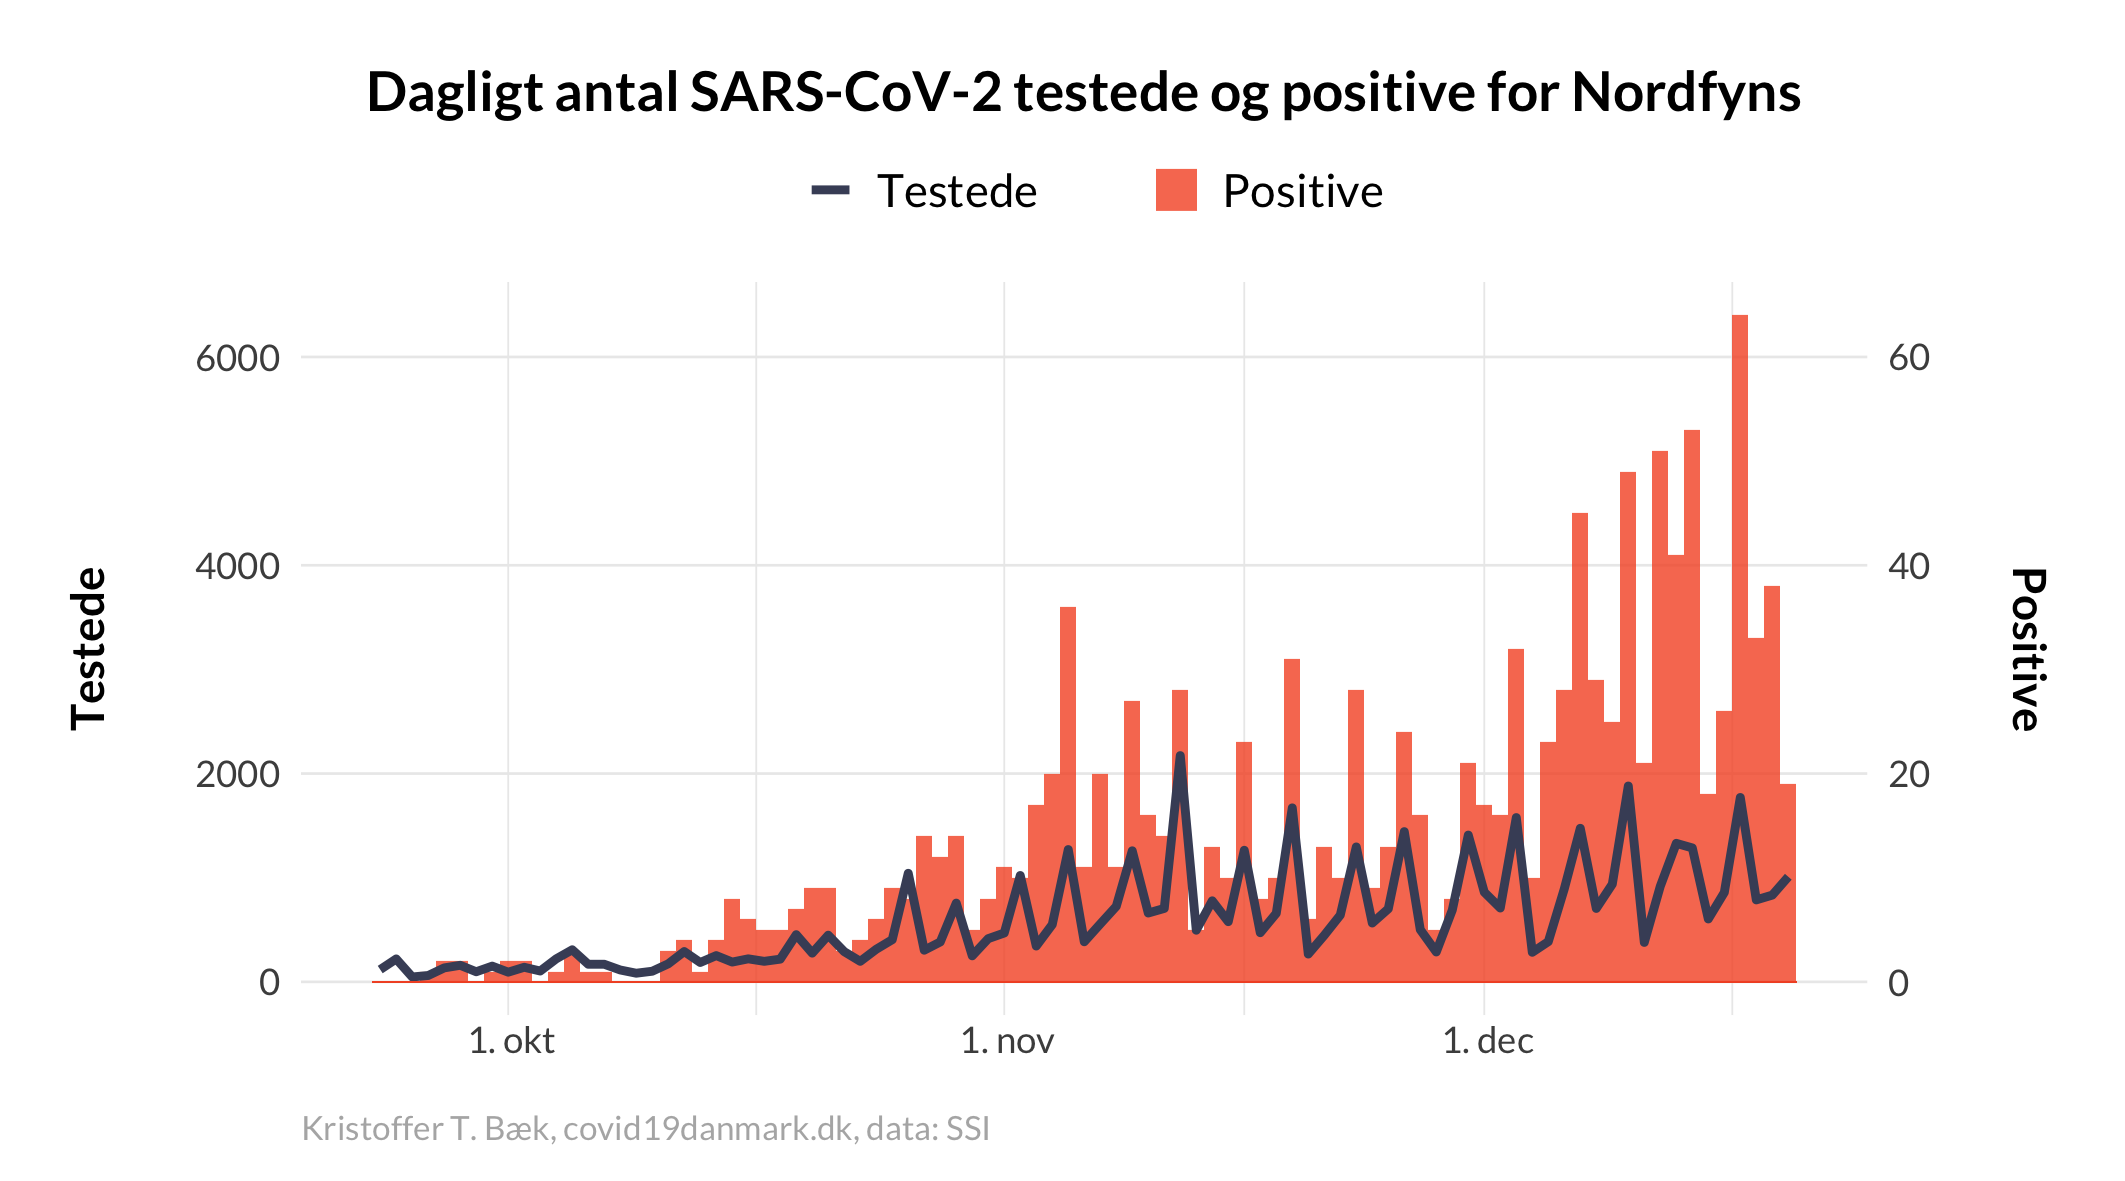 Dagligt antal SARS-CoV-2 testede og positive for Nordfyns
Testede
Positive
6000
4000
2000
0
Testede
60
40
20
0
Positive
1. okt
1. nov
1. dec
Kristoffer T. Bæk, covid19danmark.dk, data: SSI